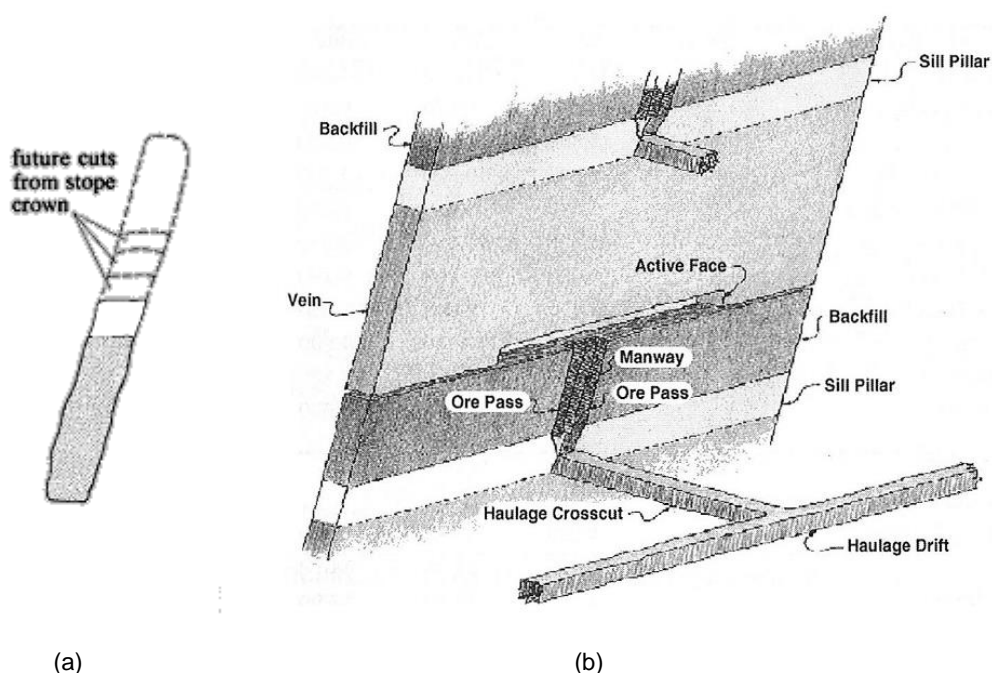 future cuts
from stope
crown
Sill Pillar
Backfill
Active Face
Vein
Backfill
Manway
Sill Pillar
Ore Pass
Ore Pass
Haulage Crosscut
Haulage Drift
(a)
(b)